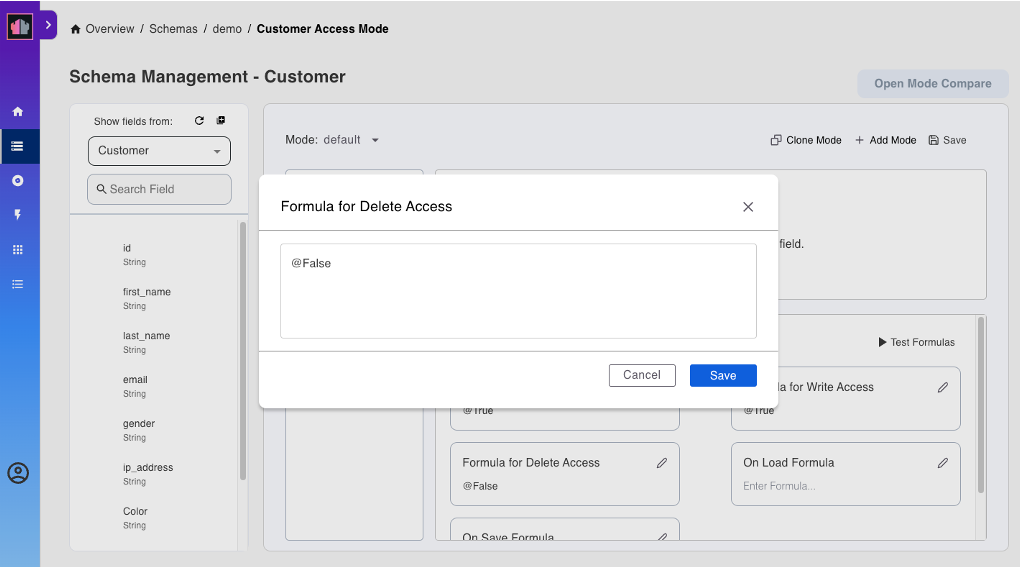 Overview / Schemas / demo / Customer Access Mode
Schema Management - Customer
Open Mode Compare
Show fields from:
Customer
Search Field
id
String
first_name
String
last_name
String
email
String
gender
String
ip_address
String
Color
String
Mode: default
Clone Mode
Add Mode
Save
field.
Formula for Delete Access
@False
Cancel
Save
Test Formulas
@True
la for Write Access
@True
Formula for Delete Access
@False
On Load Formula
Enter Formula...
On Save Formula